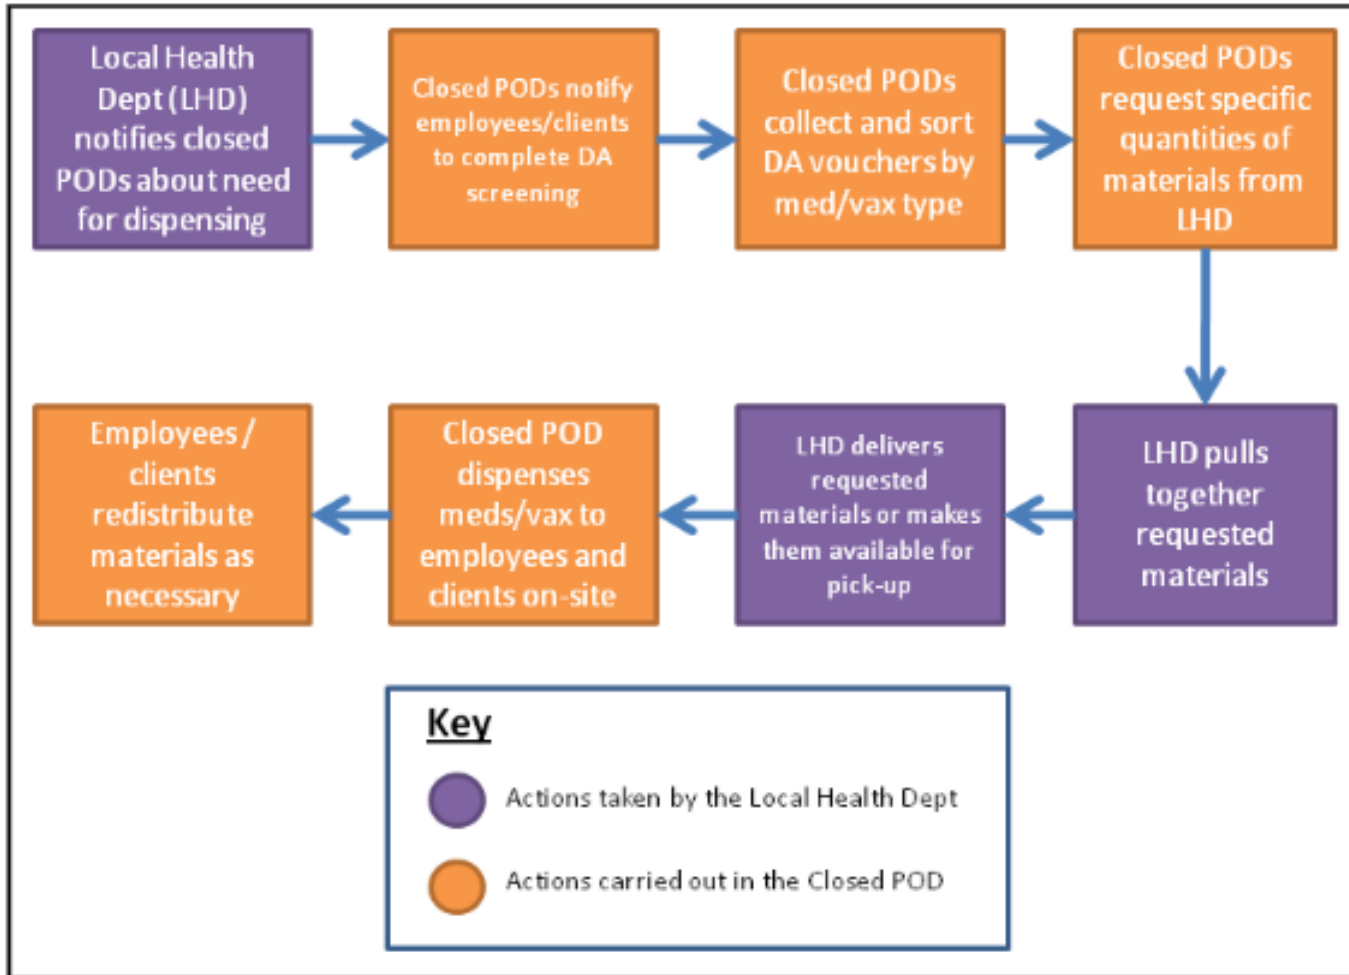 Local Health
Dept (LHD)
notifies closed
PODs about need
for dispensing
Closed PODs notify
employees/clients
to complete DA
screening
Closed PODs
collect and sort
DA vouchers by
med/vax type
Closed PODs
request specific
quantities of
materials from
LHD
LHD pulls
together
requested
materials
LHD delivers
requested
materials or makes
them available for
pick-up
Closed POD
dispenses
meds/vax to
employees and
clients on-site
Employees /
clients
redistribute
materials as
necessary
Key
Actions taken by the Local Health Dept
Actions carried out in the Closed POD